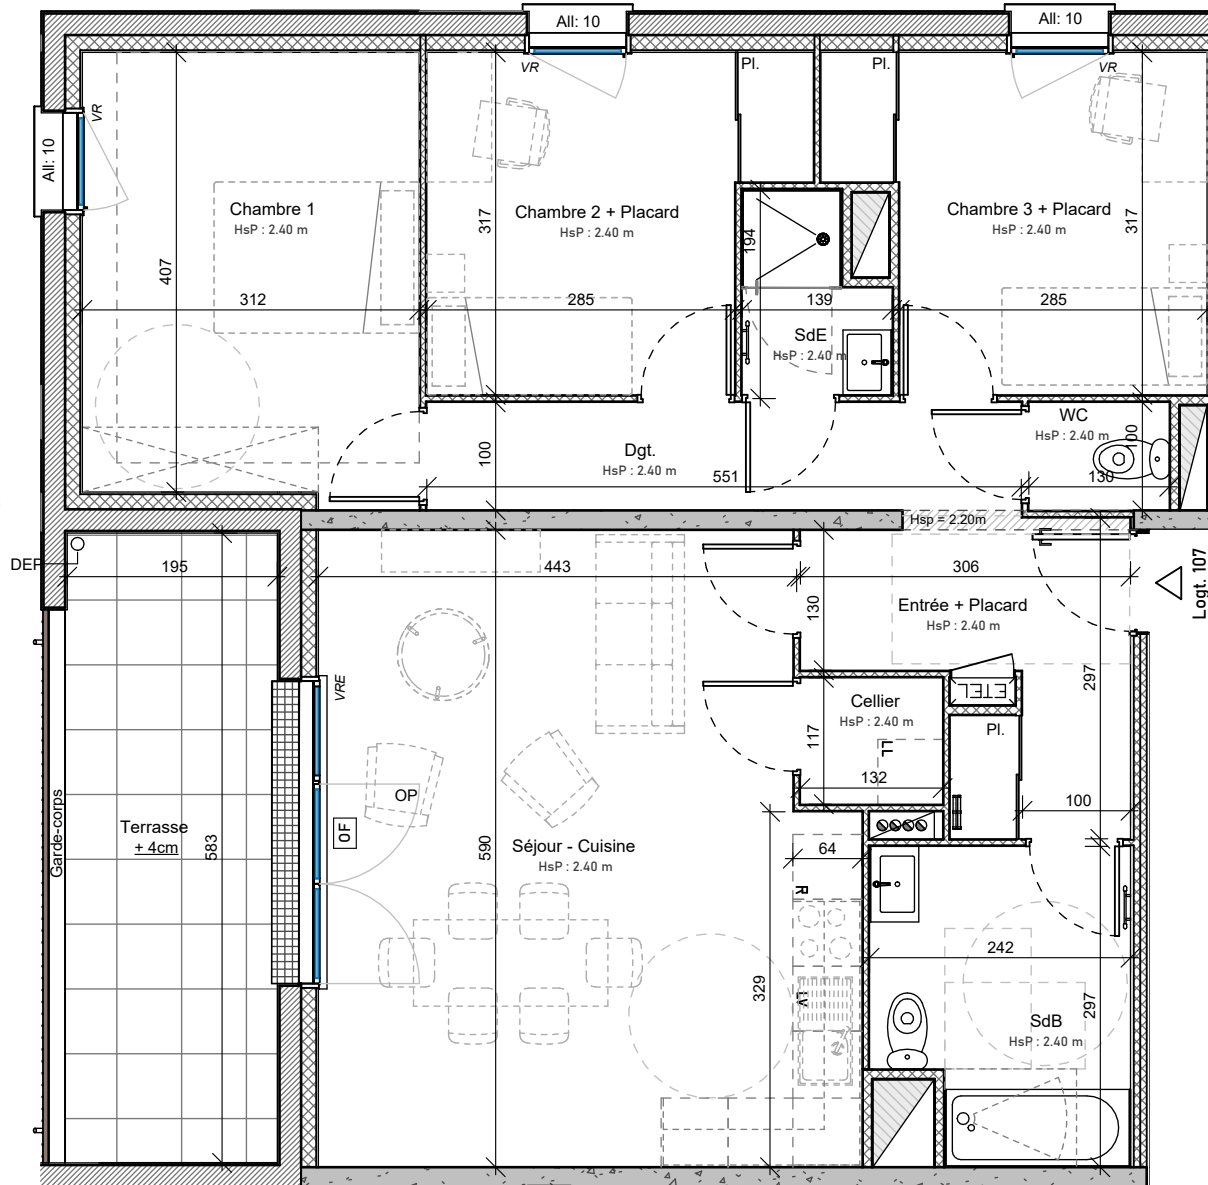 All: 10
All: 10
VR
VR
Pl.
Pl.
VR
All: 10
Chambre 1
HsP : 2.40 m
Chambre 2 + Placard
HsP : 2.40 m
Chambre 3 + Placard
HsP : 2.40 m
317
194
317
407
312
285
139
285
SdE
HsP : 2.40 m
WC
HsP : 2.40 m
100
Dgt.
HsP : 2.40 m
100
551
130
Hsp = 2.20m
DEP
195
443
306
Logt. 107
130
Entrée + Placard
HsP : 2.40 m
297
VRE
ETEL
Cellier
HsP : 2.40 m
117
LL
Pl.
132
100
OP
OF
Garde-corps
Terrasse
+ 4cm
583
590
Séjour - Cuisine
HsP : 2.40 m
64
R
242
329
LV
297
SdB
HsP : 2.40 m